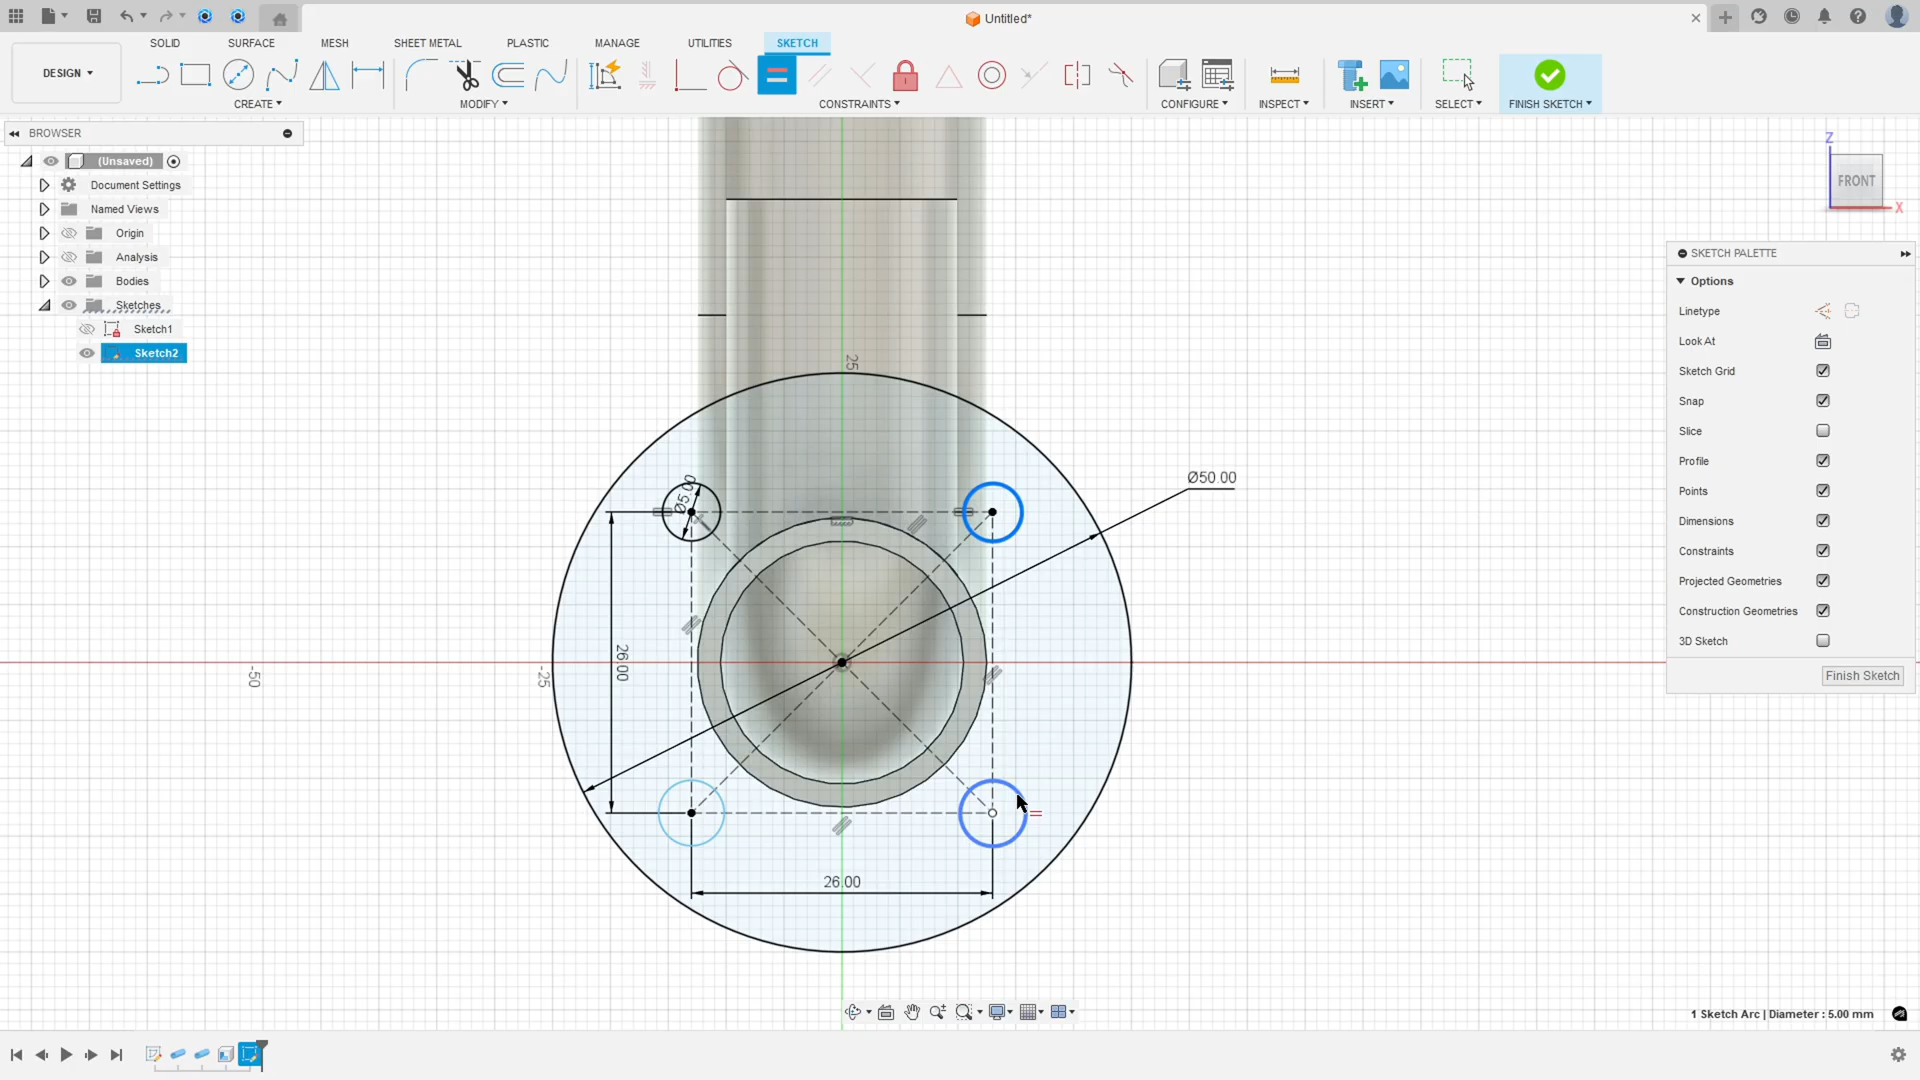 Untitled*
SOLID SURFACE MESH SHEET METAL PLASTIC MANAGE UTILITIES SKETCH
DESIGN
CREATE MODIFY CONSTRAINTS CONFIGURE INSPECT INSERT SELECT FINISH SKETCH
BROWSER
(Unsaved)
Document Settings
Named Views
Origin
Analysis
Bodies
Sketches
Sketch1
Sketch2
Z
FRONT
X
SKETCH PALETTE
Options
Linetype
Look At
Sketch Grid
Snap
Slice
Profile
Points
Dimensions
Constraints
Projected Geometries
Construction Geometries
3D Sketch
Finish Sketch
25
Ø5.00
Ø50.00
26.00
-50
-25
26.00
1 Sketch Arc | Diameter : 5.00 mm